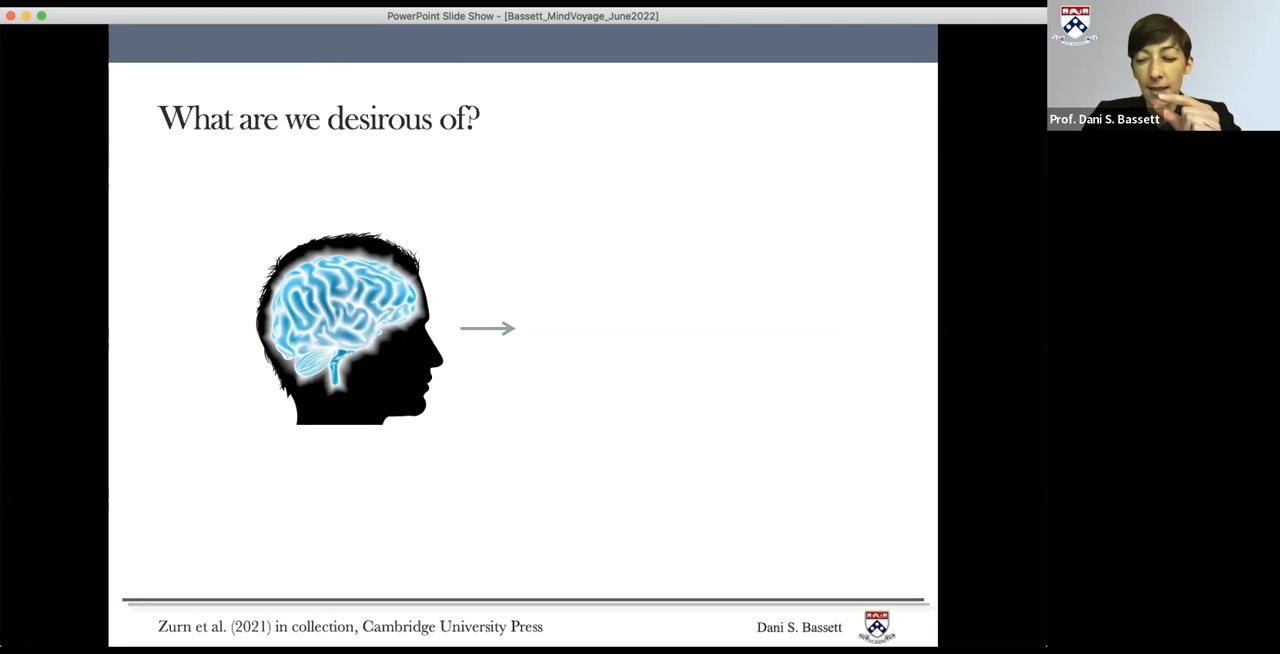 PowerPoint Slide Show - [Bassett_MindVoyage_June2022]
Prof. Dani S. Bassett
What are we desirous of?
Zurn et al. (2021) in collection, Cambridge University Press
Dani S. Bassett